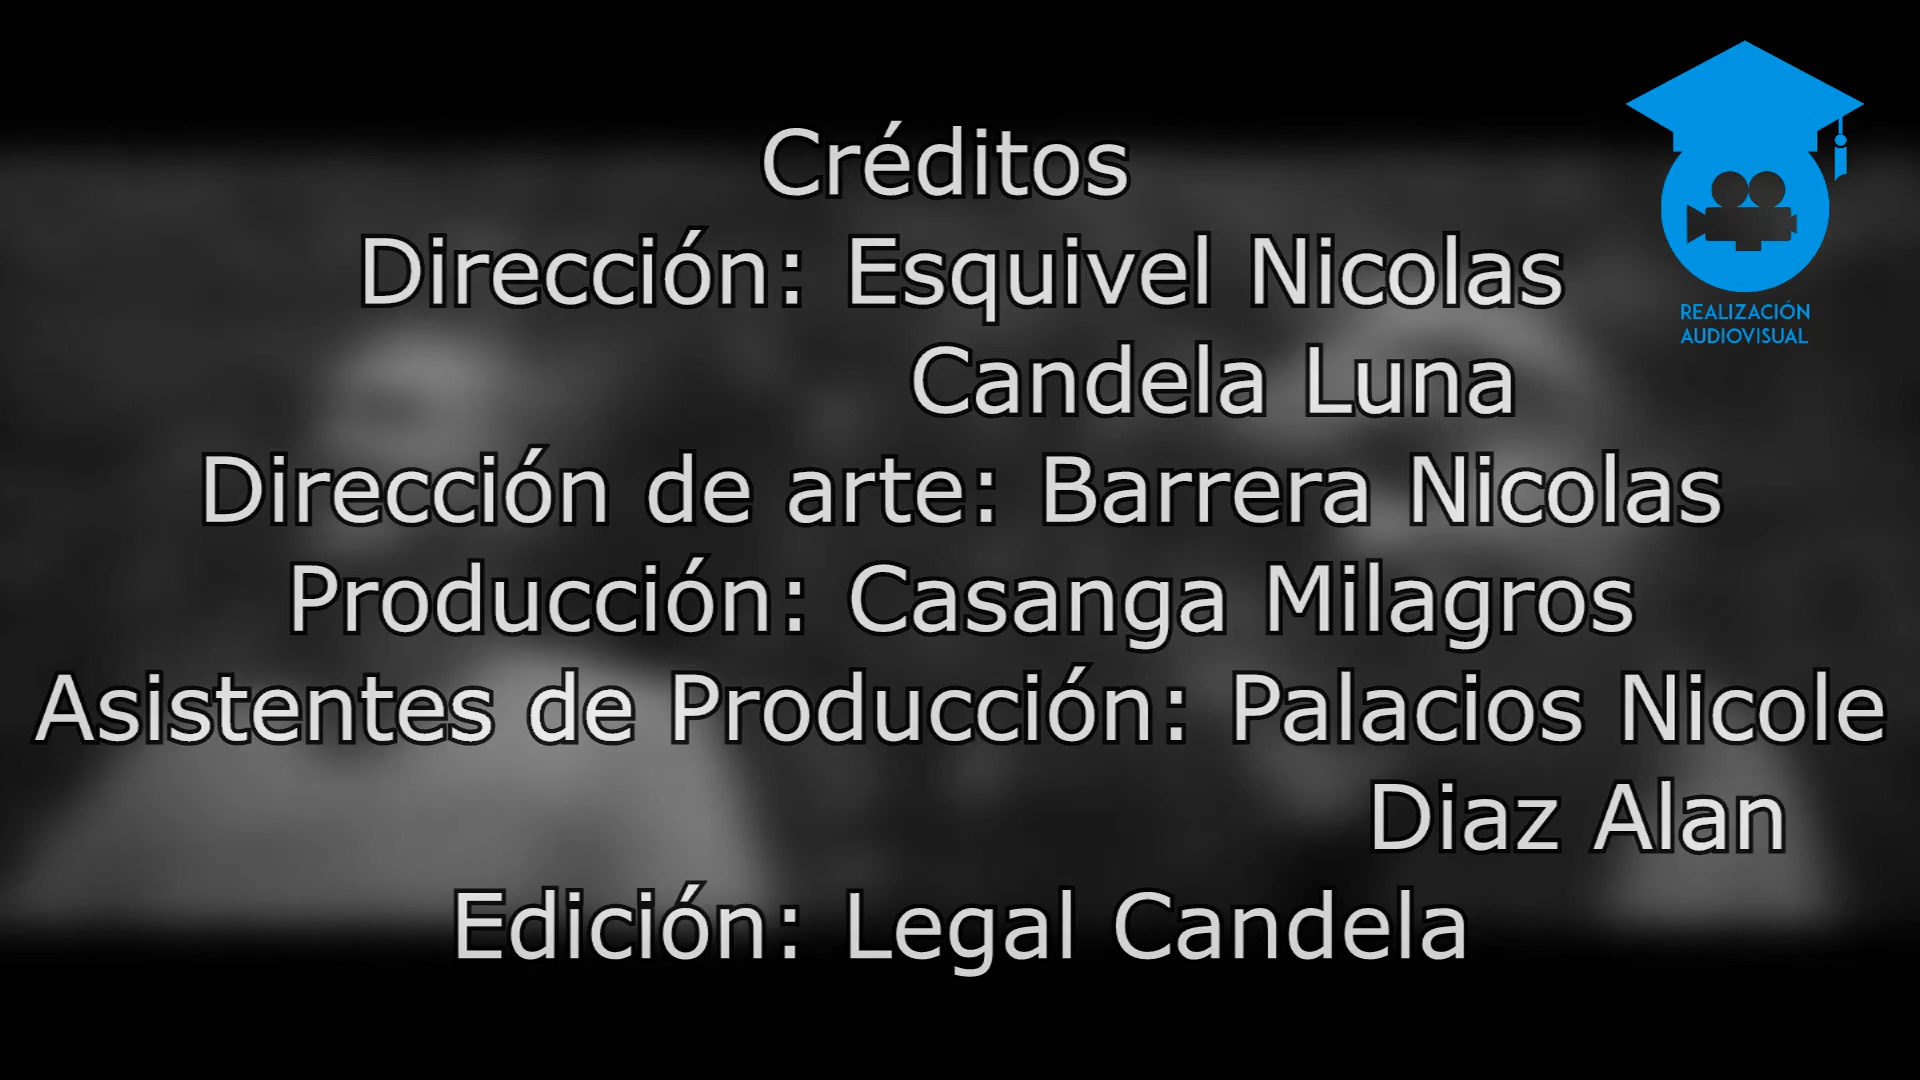 Créditos
Dirección: Esquivel Nicolas
Candela Luna
Dirección de arte: Barrera Nicolas
Producción: Casanga Milagros
Asistentes de Producción: Palacios Nicole
Diaz Alan
Edición: Legal Candela
REALIZACIÓN
AUDIOVISUAL